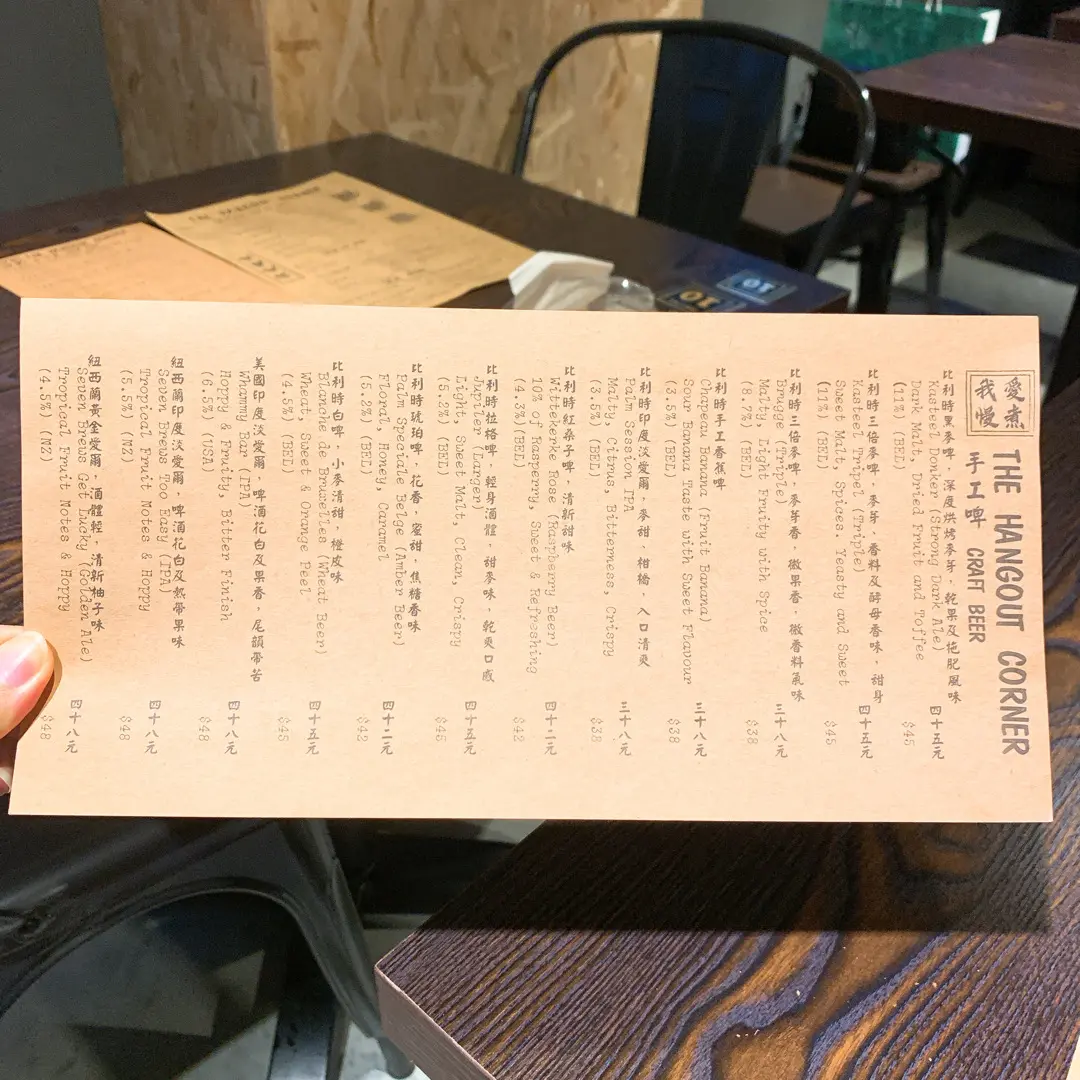 愛煮
我慢
THE HANGOUT CORNER
手工啤 CRAFT BEER
比利時黑麥啤，深度烘烤麥芽，乾果及拖肥風味 四十五元
Kastel Donker (Strong Dark Ale) $45
Dark Malt, Dried Fruit and Toffee
(11%) (BEL)
比利時三倍麥啤，麥芽，香料及酵母香味，甜身 四十五元
Kastel Tripel (Triple) $45
Sweet Malt, Spices. Yeasty and Sweet
(11%) (BEL)
比利時三倍麥啤，麥芽香，微果香，微香料氣味 三十八元
Brugge (Triple) $38
Malty, Light Fruity with Spice
(8.7%) (BEL)
比利時手工香蕉啤 三十八元
Chapeau Banana (Fruit Banana) $38
Sour Banana Taste with Sweet Flavour
(3.5%) (BEL)
比利時印度淡愛爾，麥甜，柑橘，入口清爽 三十八元
Palm Session IPA $38
Malty, Citrus, Bitterness, Crispy
(3.5%) (BEL)
比利時紅桑子啤，清新甜味 四十二元
Wittekerke Rose (Raspberry Beer) $42
10% of Rasperry, Sweet & Refreshing
(4.3%)(BEL)
比利時拉格啤，輕身酒體，甜麥味，乾爽口感 四十五元
Jupiler (Larger) $45
Light, Sweet Malt, Clean, Crispy
(5.2%) (BEL)
比利時琥珀啤，花香，蜜甜，焦糖香味 四十二元
Palm Speciale Belge (Amber Beer) $42
Floral, Honey, Caramel
(5.2%) (BEL)
比利時白啤，小麥清甜，橙皮味 四十五元
Blanche de Bruxelles (Wheat Beer) $45
Wheat, Sweet & Orange Peel
(4.5%) (BEL)
美國印度淡愛爾，啤酒花白及果香，尾韻帶苦 四十八元
Whammy Bar (IPA) $48
Hoppy & Fruity, Bitter Finish
(6.5%) (USA)
紐西蘭印度淡愛爾，啤酒花白及熱帶果味 四十八元
Seven Brews Too Easy (IPA) $48
Tropical Fruit Notes & Hoppy
(5.5%) (NZ)
紐西蘭黃金愛爾，酒體輕，清新柚子味 四十八元
Seven Brews Get Lucky (Golden Ale) $48
Tropical Fruit Notes & Hoppy
(4.5%) (NZ)
10